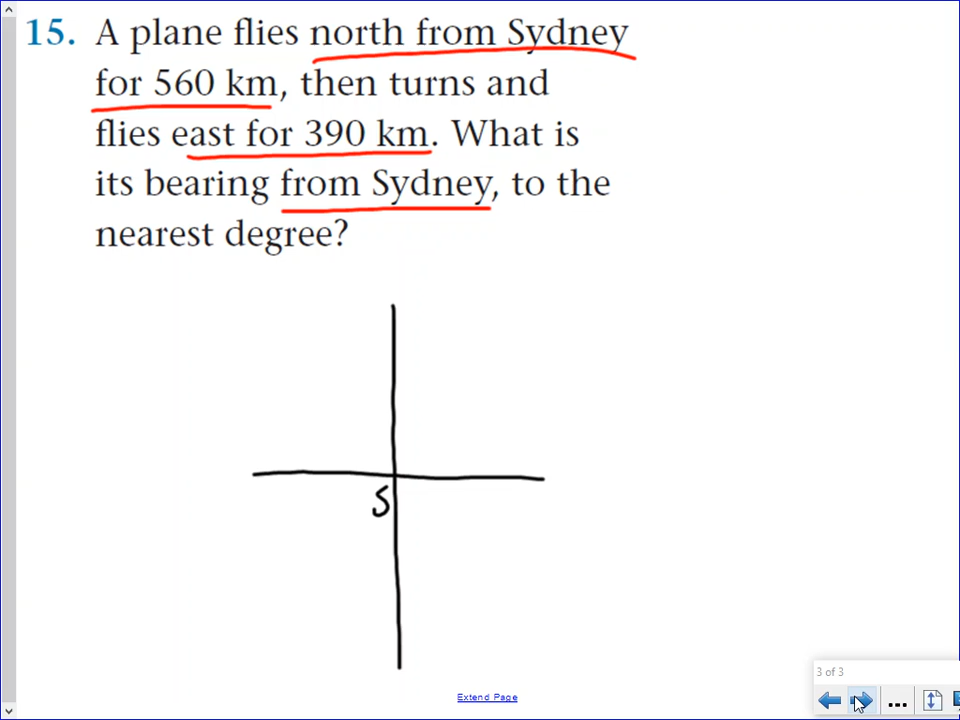 15. A plane flies north from Sydney
for 560 km, then turns and
flies east for 390 km. What is
its bearing from Sydney, to the
nearest degree?
S
Extend Page
3 of 3
...